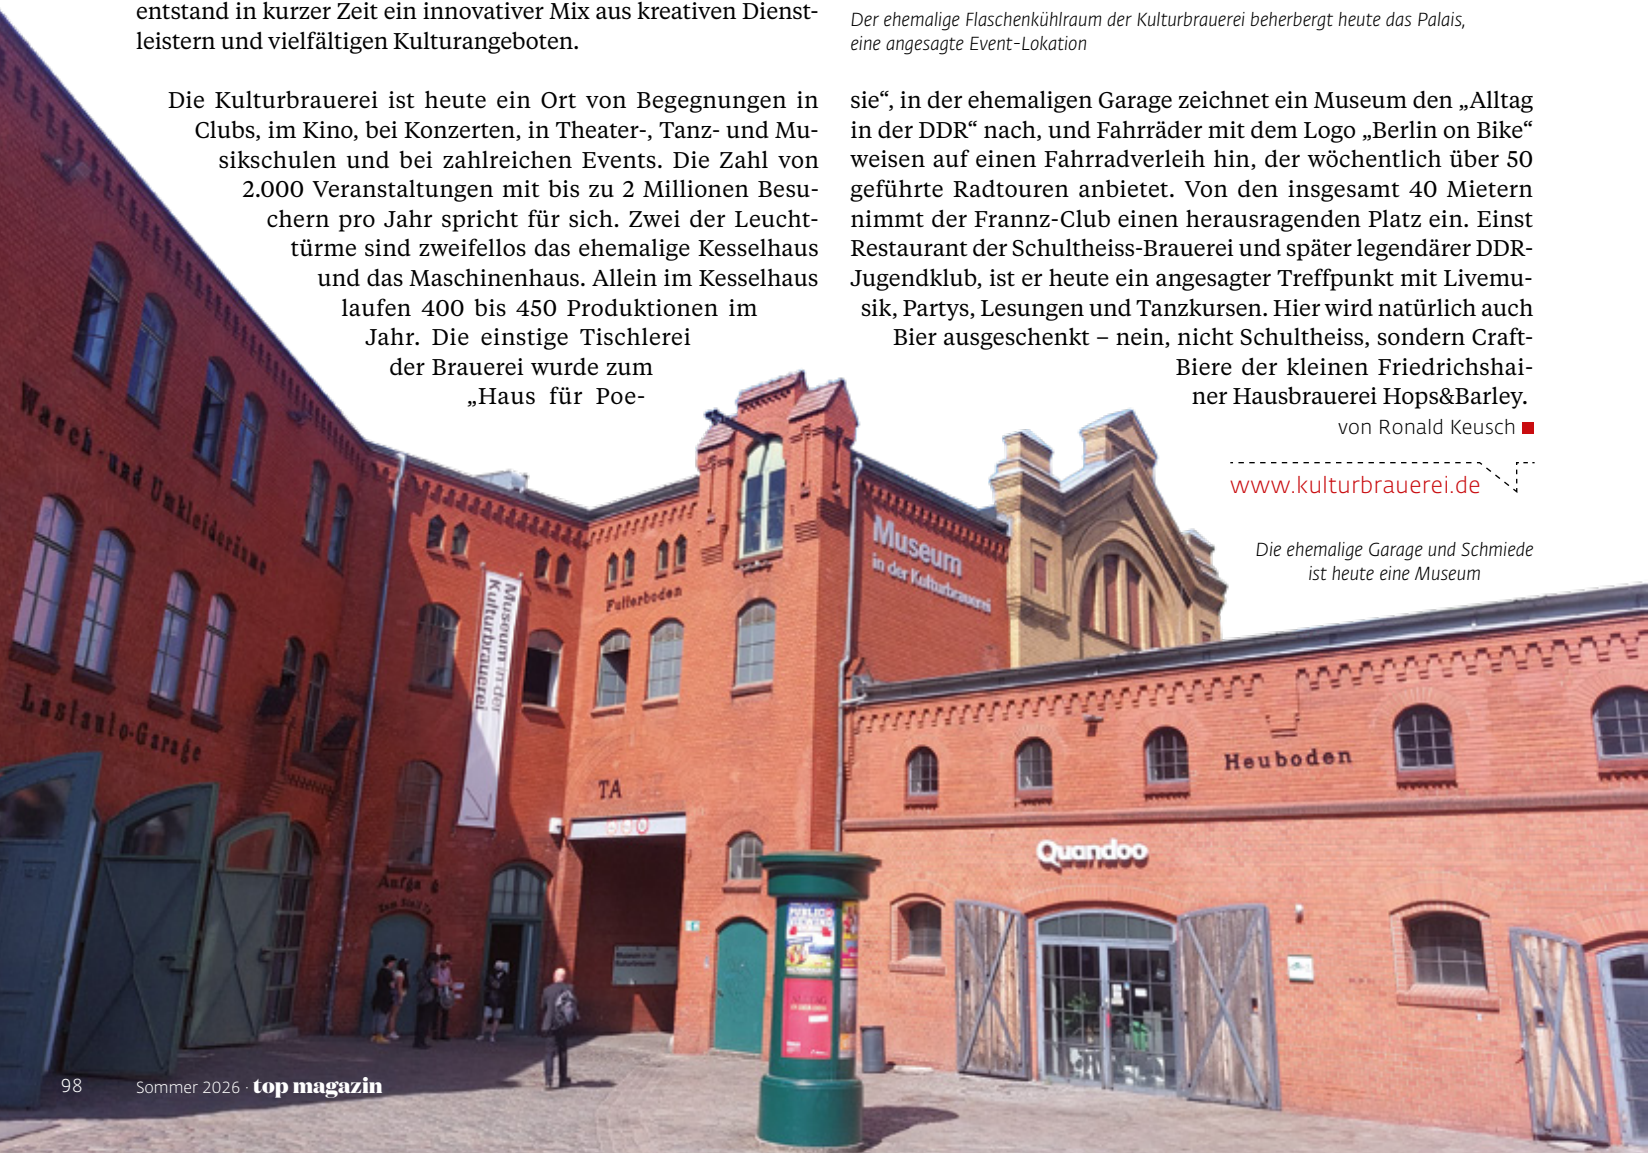 entstand in kurzer Zeit ein innovativer Mix aus kreativen Dienst-
leistern und vielfältigen Kulturangeboten.
Die Kulturbrauerei ist heute ein Ort von Begegnungen in
Clubs, im Kino, bei Konzerten, in Theater-, Tanz- und Mu-
sikschulen und bei zahlreichen Events. Die Zahl von
2.000 Veranstaltungen mit bis zu 2 Millionen Besu-
chern pro Jahr spricht für sich. Zwei der Leucht-
türme sind zweifellos das ehemalige Kesselhaus
und das Maschinenhaus. Allein im Kesselhaus
laufen 400 bis 450 Produktionen im
Jahr. Die einstige Tischlerei
der Brauerei wurde zum
„Haus für Poe-
Der ehemalige Flaschenkühlraum der Kulturbrauerei beherbergt heute das Palais,
eine angesagte Event-Lokation
sie“, in der ehemaligen Garage zeichnet ein Museum den „Alltag
in der DDR“ nach, und Fahrräder mit dem Logo „Berlin on Bike“
weisen auf einen Fahrradverleih hin, der wöchentlich über 50
geführte Radtouren anbietet. Von den insgesamt 40 Mietern
nimmt der Frannz-Club einen herausragenden Platz ein. Einst
Restaurant der Schultheiss-Brauerei und später legendärer DDR-
Jugendklub, ist er heute ein angesagter Treffpunkt mit Livemu-
sik, Partys, Lesungen und Tanzkursen. Hier wird natürlich auch
Bier ausgeschenkt – nein, nicht Schultheiss, sondern Craft-
Biere der kleinen Friedrichshai-
ner Hausbrauerei Hops&Barley.
von Ronald Keusch
www.kulturbrauerei.de
Die ehemalige Garage und Schmiede
ist heute eine Museum
Wasch- und Umkleideräume
Lastauto-Garage
Museum in der
Kulturbrauerei
Futterboden
Museum
in der Kulturbrauerei
TA
Heuboden
Quandoo
Museum in der
Kulturbrauerei
PUBLIC
98
Sommer 2026 · top magazin